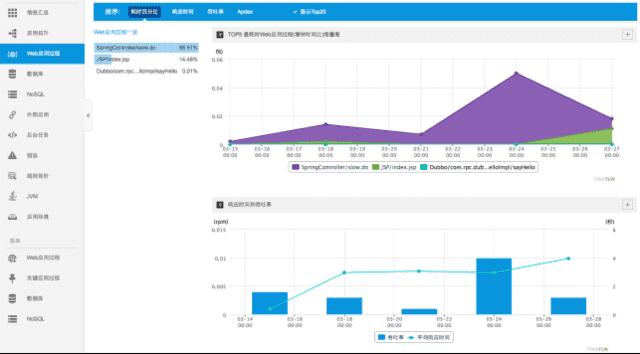 情报汇总
应用拓扑
Web应用过程
数据库
NoSQL
外部应用
后台任务
错误
线程剖析
JVM
应用环境
报表
Web应用过程
关键应用过程
数据库
NoSQL
排序: 耗时百分比 响应时间 吞吐率 Apdex ✓ 显示Top20
Web应用过程一览
SpringController/slow.do 85.51%
JSP/index.jsp 14.48%
Dubbo/com.rpc.d...lloImpl/sayHello 0.01%
TOP5 最耗时Web应用过程(墙钟时间比)堆叠图
(%)
0.06
0.04
0.02
0
03-15 03-16 03-17 03-18 03-19 03-20 03-21 03-22 03-23 03-24 03-25 03-26 03-27
00:00 00:00 00:00 00:00 00:00 00:00 00:00 00:00 00:00 00:00 00:00 00:00 00:00
SpringController/slow.do JSP/index.jsp Dubbo/com.rpc.dub...elloImpl/sayHello
响应时间和吞吐率
(rpm) (秒)
0.015 6
0.01 4
0.005 2
0 0
03-14 03-16 03-18 03-20 03-22 03-24 03-26 03-28
00:00 00:00 00:00 00:00 00:00 00:00 00:00 00:00
吞吐率 平均响应时间